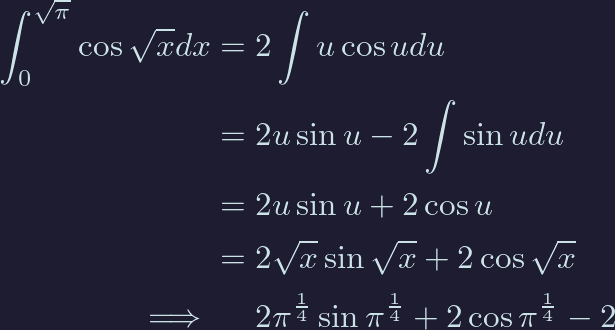 ∫₀^{√π} cos √x dx = 2 ∫ u cos u du
= 2u sin u − 2 ∫ sin u du
= 2u sin u + 2 cos u
= 2√x sin √x + 2 cos √x
⟹ 2π^{1/4} sin π^{1/4} + 2 cos π^{1/4} − 2